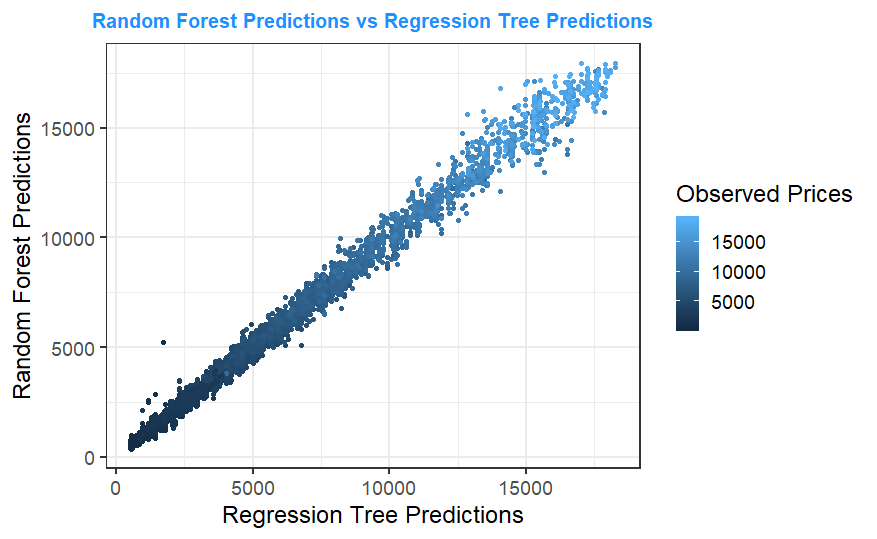 Random Forest Predictions vs Regression Tree Predictions
Random Forest Predictions
15000
10000
5000
0
0 5000 10000 15000
Regression Tree Predictions
Observed Prices
15000
10000
5000